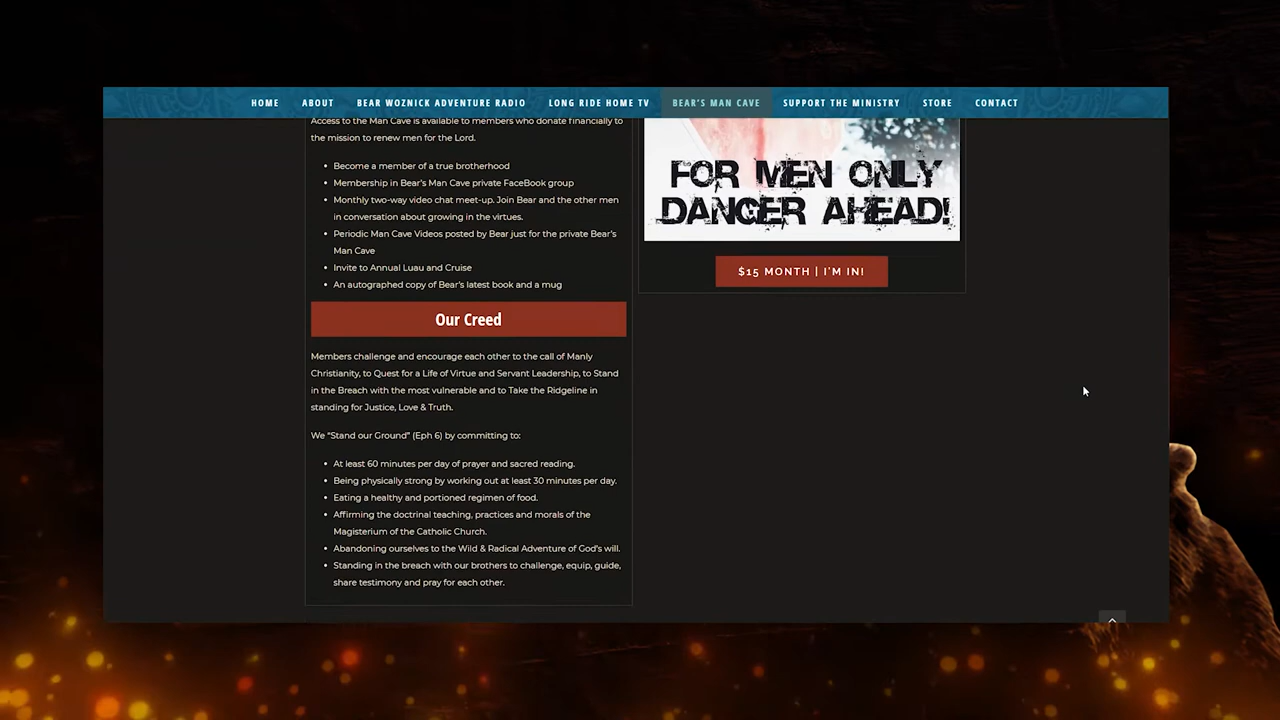 HOME ABOUT BEAR WOZNICK ADVENTURE RADIO LONG RIDE HOME TV BEAR'S MAN CAVE SUPPORT THE MINISTRY STORE CONTACT
Access to the Man Cave is available to members who donate financially to
the mission to renew men for the Lord.
• Become a member of a true brotherhood
• Membership in Bear's Man Cave private FaceBook group
• Monthly two-way video chat meet-up. Join Bear and the other men
in conversation about growing in the virtues.
• Periodic Man Cave Videos posted by Bear just for the private Bear's
Man Cave
• Invite to Annual Luau and Cruise
• An autographed copy of Bear's latest book and a mug
Our Creed
Members challenge and encourage each other to the call of Manly
Christianity, to Quest for a Life of Virtue and Servant Leadership, to Stand
in the Breach with the most vulnerable and to Take the Ridgeline in
standing for Justice, Love & Truth.
We “Stand our Ground” (Eph 6) by committing to:
• At least 60 minutes per day of prayer and sacred reading.
• Being physically strong by working out at least 30 minutes per day.
• Eating a healthy and portioned regimen of food.
• Affirming the doctrinal teaching, practices and morals of the
Magisterium of the Catholic Church.
• Abandoning ourselves to the Wild & Radical Adventure of God's will.
• Standing in the breach with our brothers to challenge, equip, guide,
share testimony and pray for each other.
FOR MEN ONLY
DANGER AHEAD!
$15 MONTH | I'M IN!